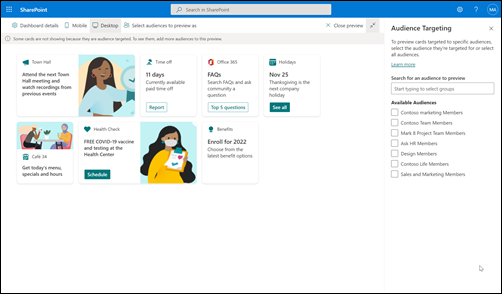 SharePoint
Search in SharePoint
MA
Dashboard details
Mobile
Desktop
Select audiences to preview as
Close preview
Some cards are not showing because they are audience targeted. To see them, add more audiences to this preview.
Town Hall
Attend the next Town
Hall meeting and
watch recordings from
previous events
Time off
11 days
Currently available
paid time off
Report
Office 365
FAQs
Search FAQs and ask
community a
question
Top 5 questions
Holidays
Nov 25
Thanksgiving is the
next company
holiday
See all
Café 34
Get today's menu,
specials and hours
Health Check
FREE COVID-19 vaccine
and testing at the
Health Center
Schedule
Benefits
Enroll for 2022
Choose from the
latest benefit options
Audience Targeting
To preview cards targeted to specific audiences,
select the audience they're targeted for or select
all audiences.
Learn more
Search for an audience to preview
Start typing to select groups
Available Audiences
Contoso marketing Members
Contoso Team Members
Mark 8 Project Team Members
Ask HR Members
Design Members
Contoso Life Members
Sales and Marketing Members